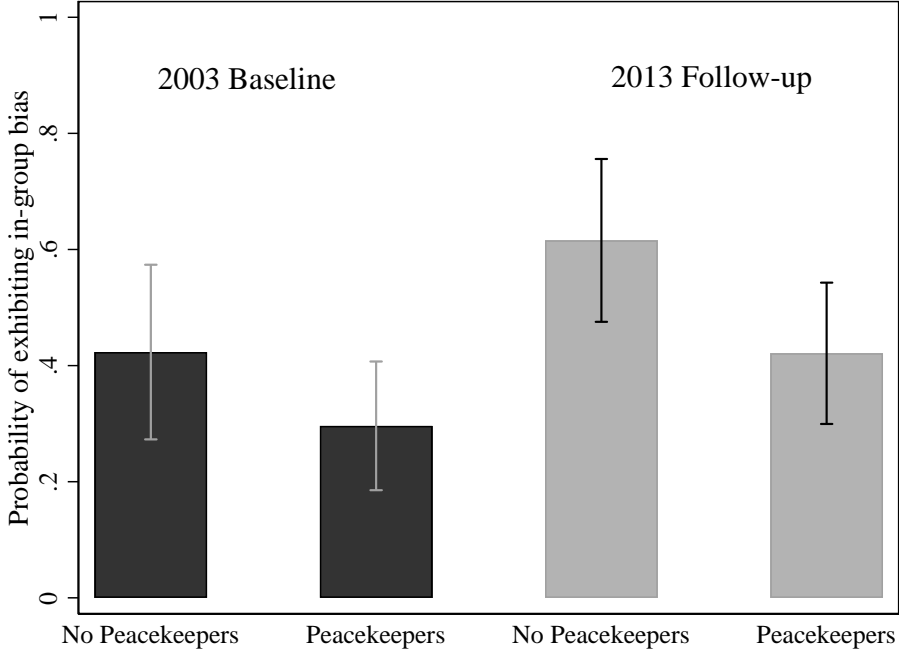 Probability of exhibiting in-group bias
1
.8
.6
.4
.2
0
2003 Baseline
2013 Follow-up
No Peacekeepers
Peacekeepers
No Peacekeepers
Peacekeepers